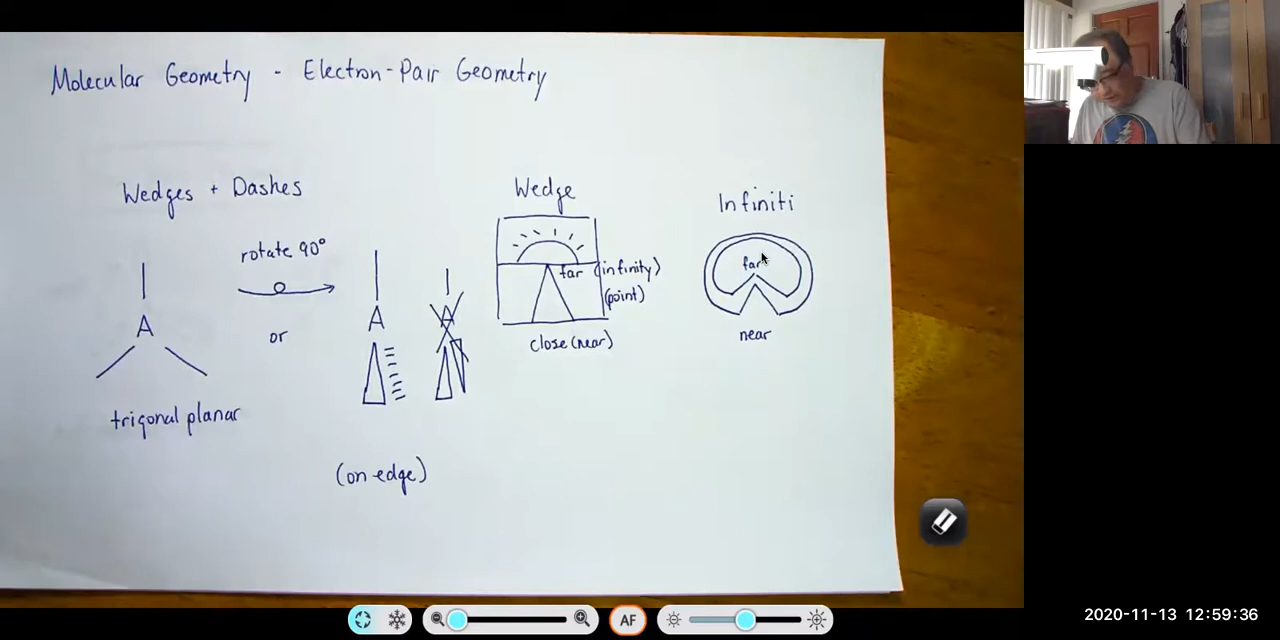 Molecular Geometry - Electron-Pair Geometry
Wedges + Dashes
Wedge
Infiniti
rotate 90°
or
A
A
A
far (infinity)
(point)
close (near)
far
near
trigonal planar
(on edge)
AF
2020-11-13 12:59:36